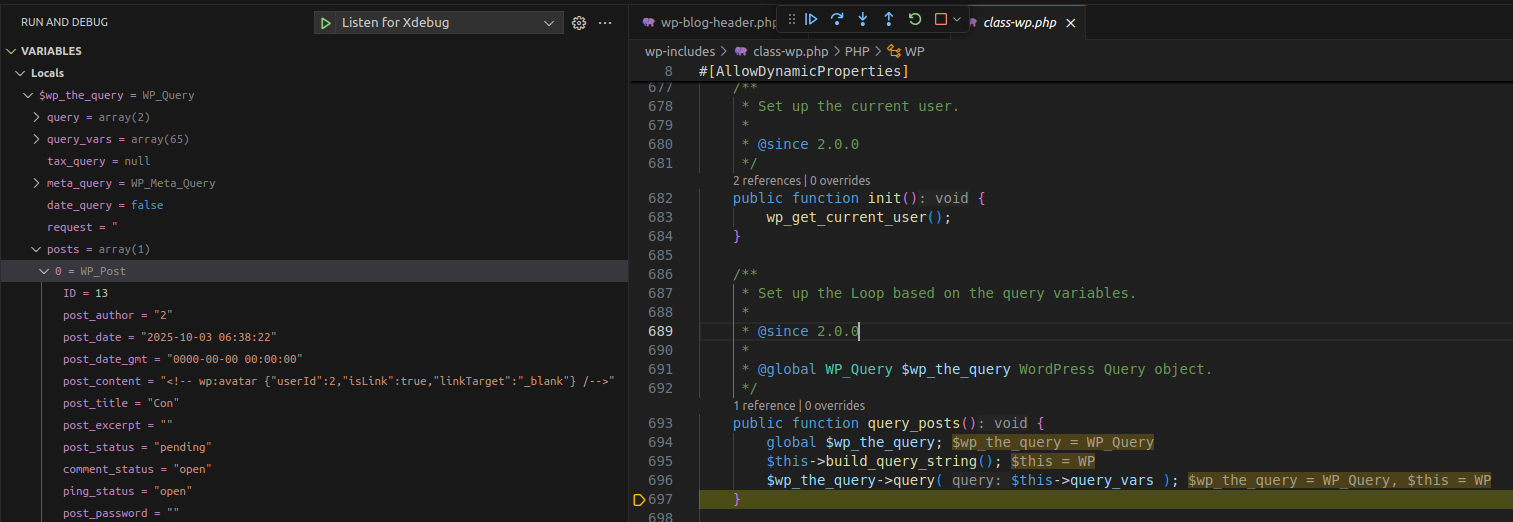 RUN AND DEBUG
Listen for Xdebug
VARIABLES
Locals
$wp_the_query = WP_Query
query = array(2)
query_vars = array(65)
tax_query = null
meta_query = WP_Meta_Query
date_query = false
request = "
posts = array(1)
0 = WP_Post
ID = 13
post_author = "2"
post_date = "2025-10-03 06:38:22"
post_date_gmt = "0000-00-00 00:00:00"
post_content = "<!-- wp:avatar {"userId":2,"isLink":true,"linkTarget":"_blank"} /-->"
post_title = "Con"
post_excerpt = ""
post_status = "pending"
comment_status = "open"
ping_status = "open"
post_password = ""
wp-blog-header.php
class-wp.php
wp-includes > class-wp.php > PHP > WP
8 #[AllowDynamicProperties]
677 /**
678 * Set up the current user.
679 *
680 * @since 2.0.0
681 */
2 references | 0 overrides
682 public function init(): void {
683 wp_get_current_user();
684 }
685
686 /**
687 * Set up the Loop based on the query variables.
688 *
689 * @since 2.0.0
690 *
691 * @global WP_Query $wp_the_query WordPress Query object.
692 */
1 reference | 0 overrides
693 public function query_posts(): void {
694 global $wp_the_query; $wp_the_query = WP_Query
695 $this->build_query_string(); $this = WP
696 $wp_the_query->query( query: $this->query_vars ); $wp_the_query = WP_Query, $this = WP
697 }
698